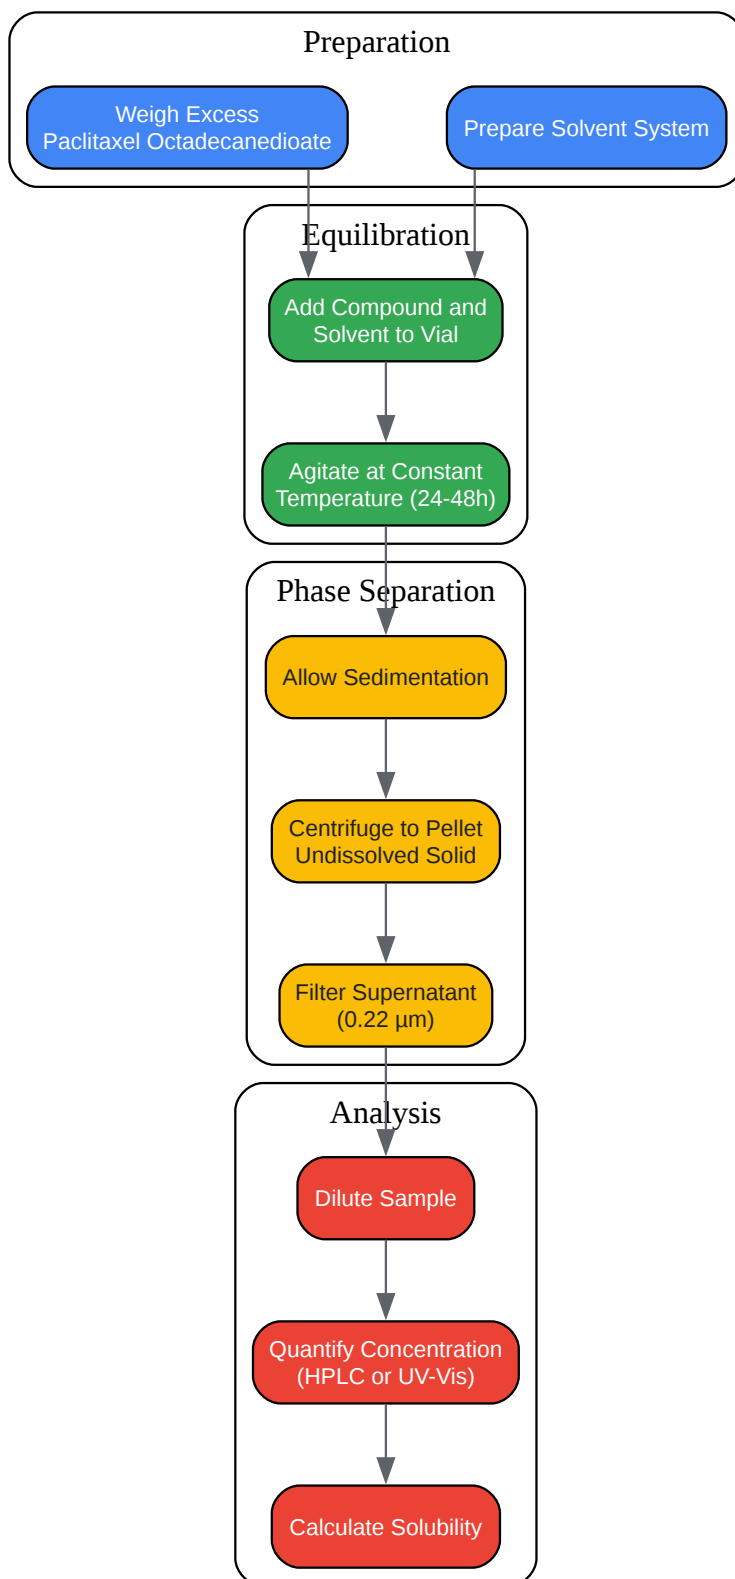 Preparation
Weigh Excess
Paclitaxel Octadecanedioate
Prepare Solvent System
Equilibration
Add Compound and
Solvent to Vial
Agitate at Constant
Temperature (24-48h)
Phase Separation
Allow Sedimentation
Centrifuge to Pellet
Undissolved Solid
Filter Supernatant
(0.22 µm)
Analysis
Dilute Sample
Quantify Concentration
(HPLC or UV-Vis)
Calculate Solubility